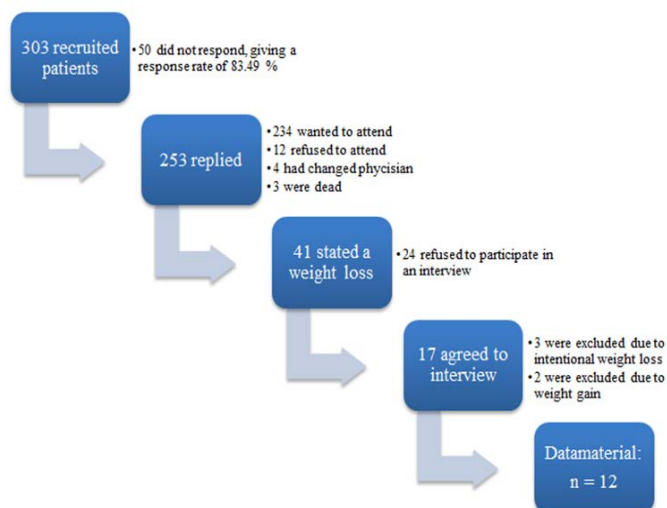 303 recruited
patients
•50 did not respond, giving a
response rate of 83.49 %
253 replied
•234 wanted to attend
•12 refused to attend
•4 had changed phycisian
•3 were dead
41 stated a
weight loss
•24 refused to participate in
an interview
17 agreed to
interview
•3 were excluded due to
intentional weight loss
•2 were excluded due to
weight gain
Datamaterial:
n = 12